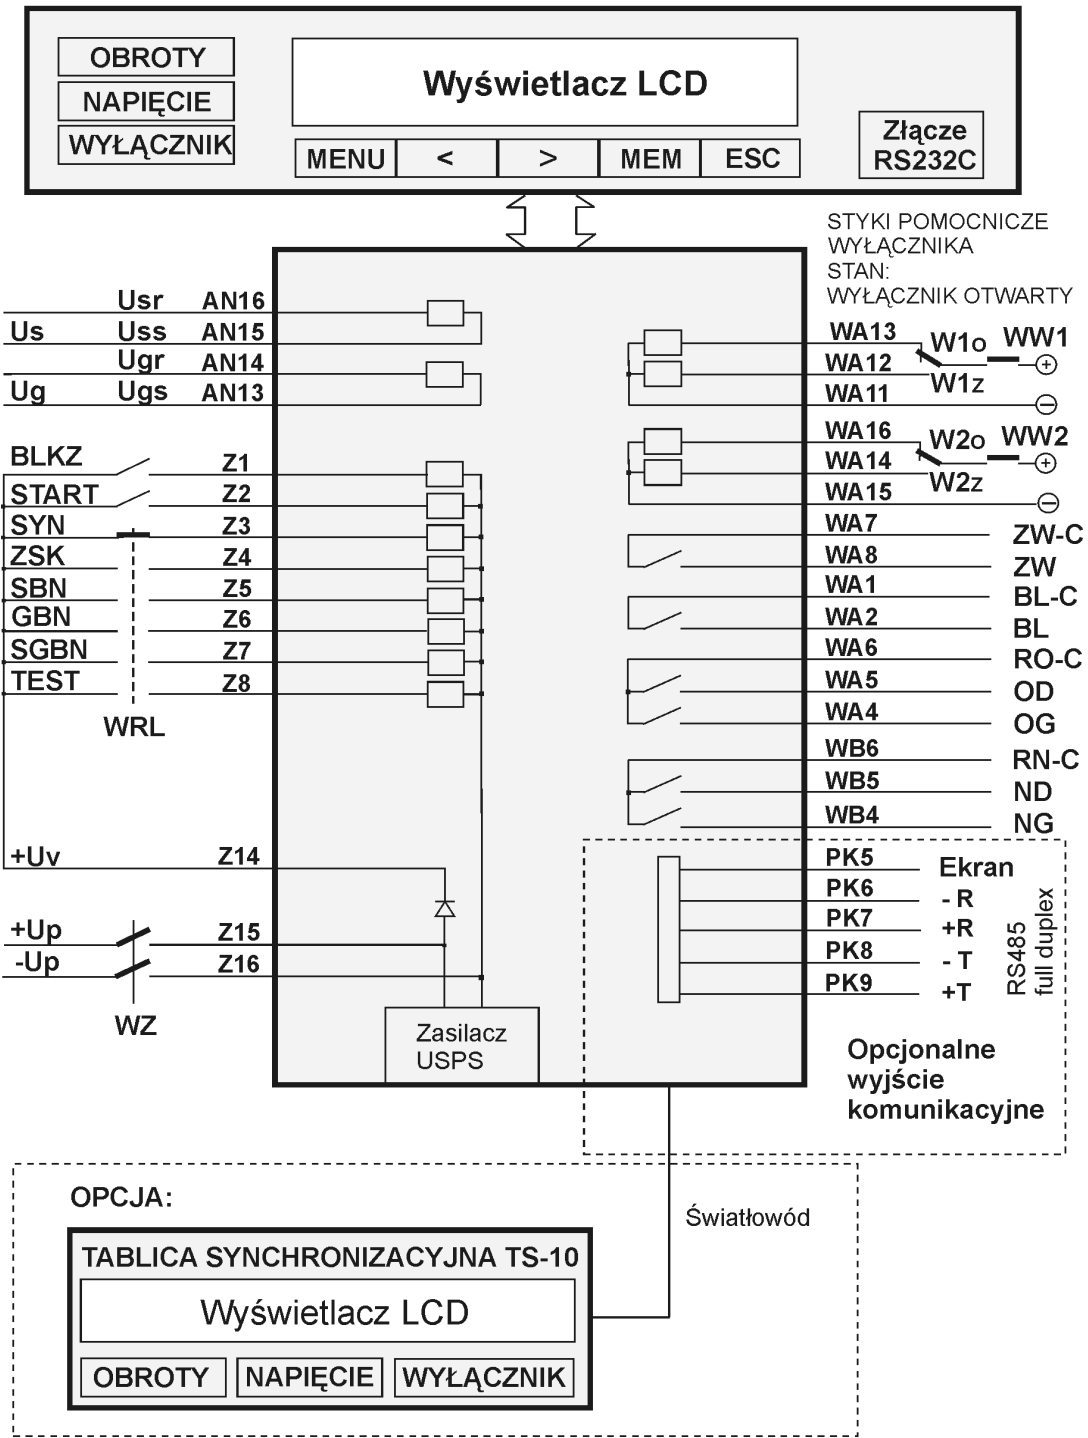 OBROTY
NAPIĘCIE
WYŁĄCZNIK
Wyświetlacz LCD
MENU < > MEM ESC
Złącze
RS232C
STYKI POMOCNICZE
WYŁĄCZNIKA
STAN:
WYŁĄCZNIK OTWARTY
Usr AN16
Us Uss AN15
Ugr AN14
Ug Ugs AN13
BLKZ Z1
START Z2
SYN Z3
ZSK Z4
SBN Z5
GBN Z6
SGBN Z7
TEST Z8
WRL
+Uv Z14
+Up Z15
-Up Z16
WZ
Zasilacz
USPS
WA13 W1o WW1
WA12 +
W1z
WA11 −
WA16 W2o WW2
WA14 +
W2z
WA15 −
WA7 ZW-C
WA8 ZW
WA1 BL-C
WA2 BL
WA6 RO-C
WA5 OD
WA4 OG
WB6 RN-C
WB5 ND
WB4 NG
PK5 Ekran
PK6 - R
PK7 +R
PK8 - T
PK9 +T
RS485
full duplex
Opcjonalne
wyjście
komunikacyjne
OPCJA:
Światłowód
TABLICA SYNCHRONIZACYJNA TS-10
Wyświetlacz LCD
OBROTY NAPIĘCIE WYŁĄCZNIK